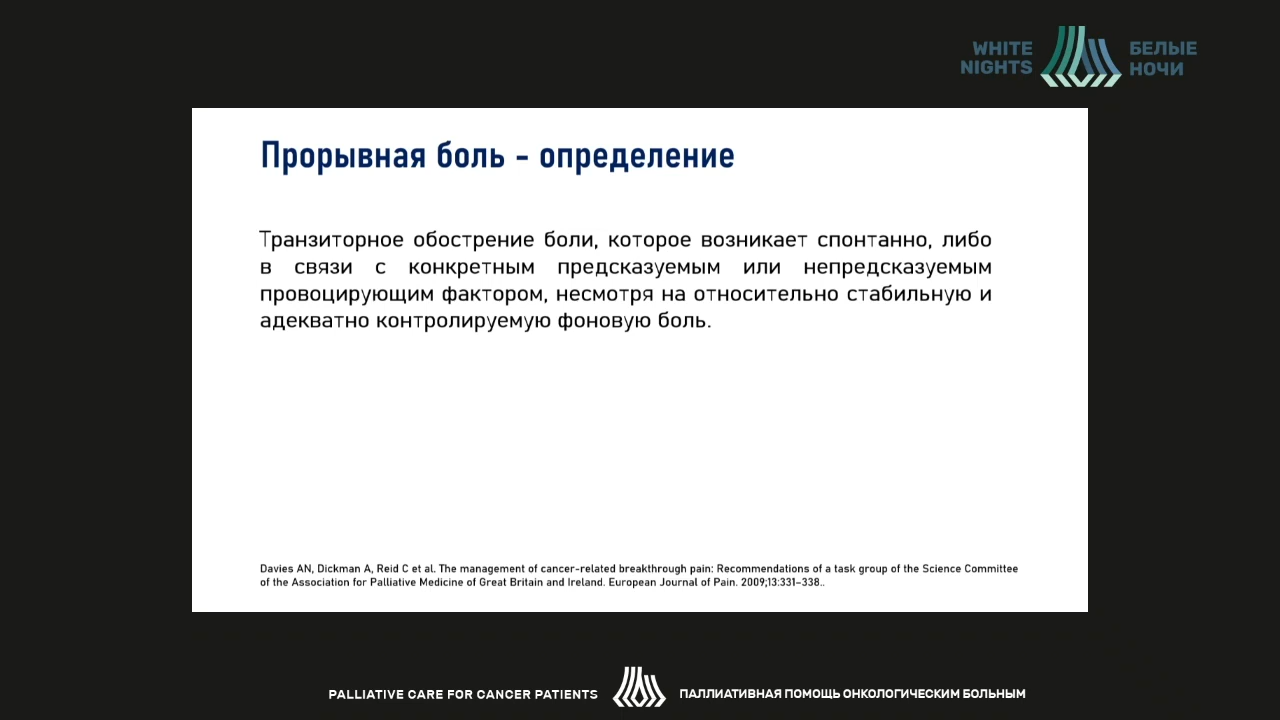 WHITE
NIGHTS
БЕЛЫЕ
НОЧИ
Прорывная боль - определение
Транзиторное обострение боли, которое возникает спонтанно, либо
в связи с конкретным предсказуемым или непредсказуемым
провоцирующим фактором, несмотря на относительно стабильную и
адекватно контролируемую фоновую боль.
Davies AN, Dickman A, Reid C et al. The management of cancer-related breakthrough pain: Recommendations of a task group of the Science Committee
of the Association for Palliative Medicine of Great Britain and Ireland. European Journal of Pain. 2009;13:331–338..
PALLIATIVE CARE FOR CANCER PATIENTS
ПАЛЛИАТИВНАЯ ПОМОЩЬ ОНКОЛОГИЧЕСКИМ БОЛЬНЫМ